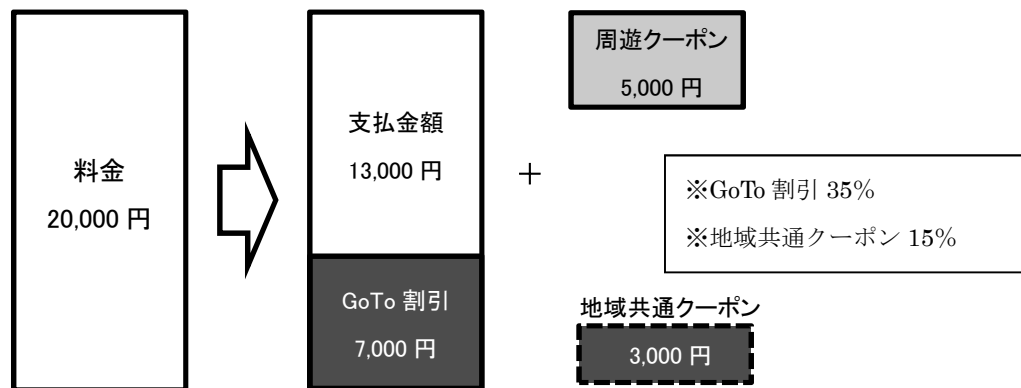 料金
20,000 円
支払金額
13,000 円
GoTo 割引
7,000 円
+
周遊クーポン
5,000 円
※GoTo 割引 35%
※地域共通クーポン 15%
地域共通クーポン
3,000 円